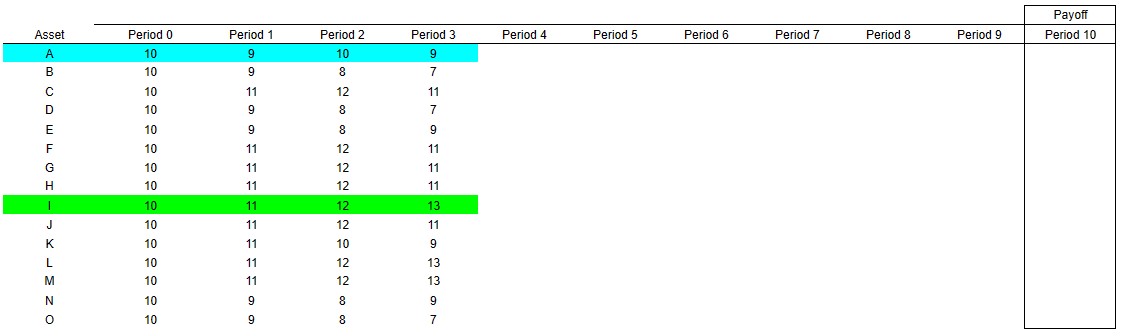 Payoff
Asset Period 0 Period 1 Period 2 Period 3 Period 4 Period 5 Period 6 Period 7 Period 8 Period 9 Period 10
A 10 9 10 9
B 10 9 8 7
C 10 11 12 11
D 10 9 8 7
E 10 9 8 9
F 10 11 12 11
G 10 11 12 11
H 10 11 12 11
I 10 11 12 13
J 10 11 12 11
K 10 11 10 9
L 10 11 12 13
M 10 11 12 13
N 10 9 8 9
O 10 9 8 7